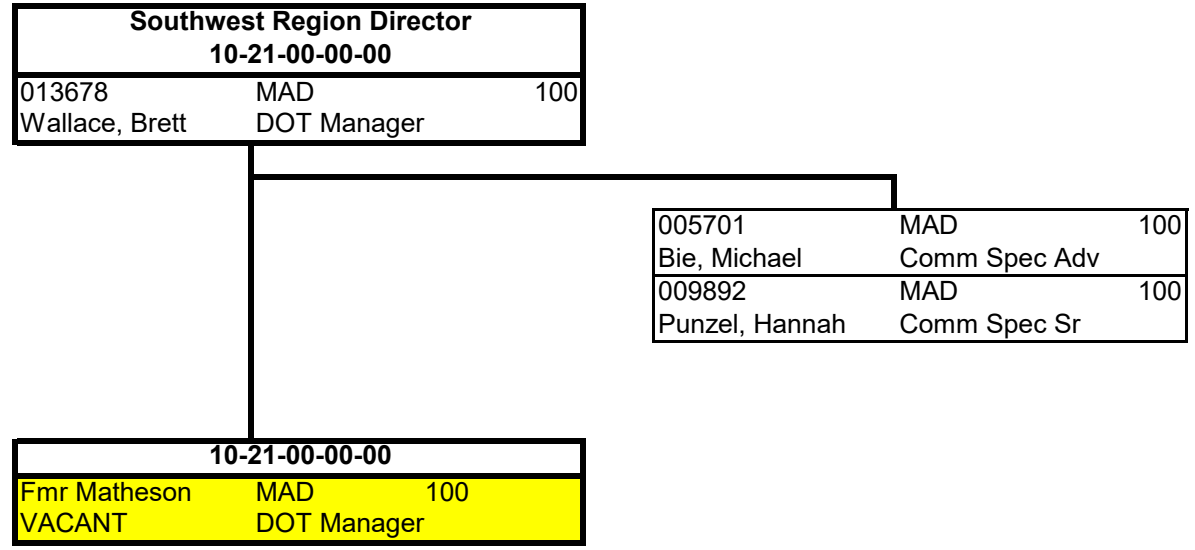 Southwest Region Director
10-21-00-00-00
013678 MAD 100
Wallace, Brett DOT Manager
005701 MAD 100
Bie, Michael Comm Spec Adv
009892 MAD 100
Punzel, Hannah Comm Spec Sr
10-21-00-00-00
Fmr Matheson MAD 100
VACANT DOT Manager